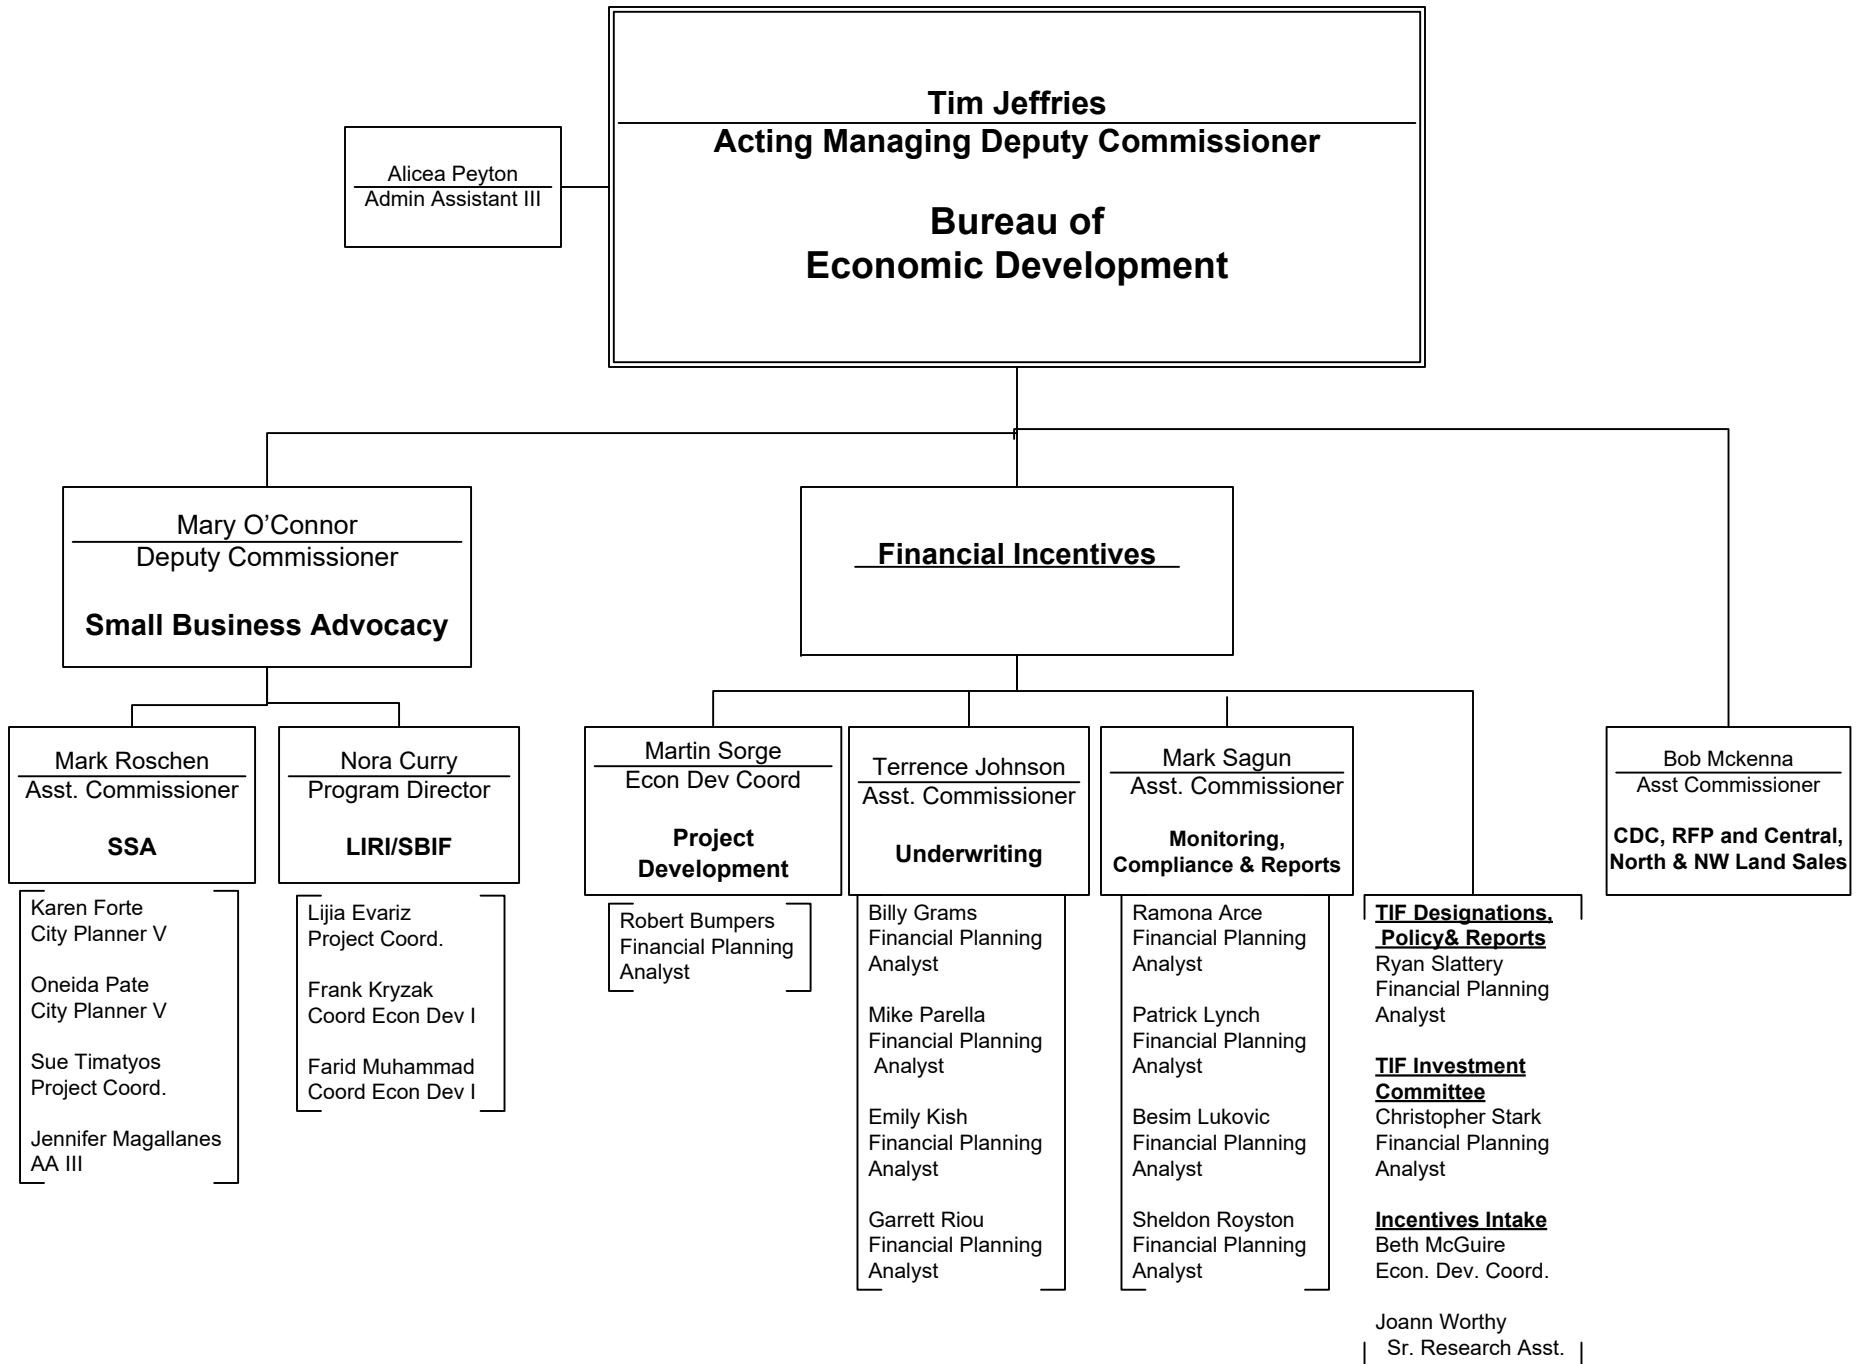 Tim Jeffries
Acting Managing Deputy Commissioner
Bureau of
Economic Development
Alicea Peyton
Admin Assistant III
Mary O’Connor
Deputy Commissioner
Small Business Advocacy
Financial Incentives
Mark Roschen
Asst. Commissioner
SSA
Karen Forte
City Planner V
Oneida Pate
City Planner V
Sue Timatyos
Project Coord.
Jennifer Magallanes
AA III
Nora Curry
Program Director
LIRI/SBIF
Lijia Evariz
Project Coord.
Frank Kryzak
Coord Econ Dev I
Farid Muhammad
Coord Econ Dev I
Martin Sorge
Econ Dev Coord
Project
Development
Robert Bumpers
Financial Planning
Analyst
Terrence Johnson
Asst. Commissioner
Underwriting
Billy Grams
Financial Planning
Analyst
Mike Parella
Financial Planning
Analyst
Emily Kish
Financial Planning
Analyst
Garrett Riou
Financial Planning
Analyst
Mark Sagun
Asst. Commissioner
Monitoring,
Compliance & Reports
Ramona Arce
Financial Planning
Analyst
Patrick Lynch
Financial Planning
Analyst
Besim Lukovic
Financial Planning
Analyst
Sheldon Royston
Financial Planning
Analyst
TIF Designations,
Policy& Reports
Ryan Slattery
Financial Planning
Analyst
TIF Investment
Committee
Christopher Stark
Financial Planning
Analyst
Incentives Intake
Beth McGuire
Econ. Dev. Coord.
Joann Worthy
Sr. Research Asst.
Bob Mckenna
Asst Commissioner
CDC, RFP and Central,
North & NW Land Sales